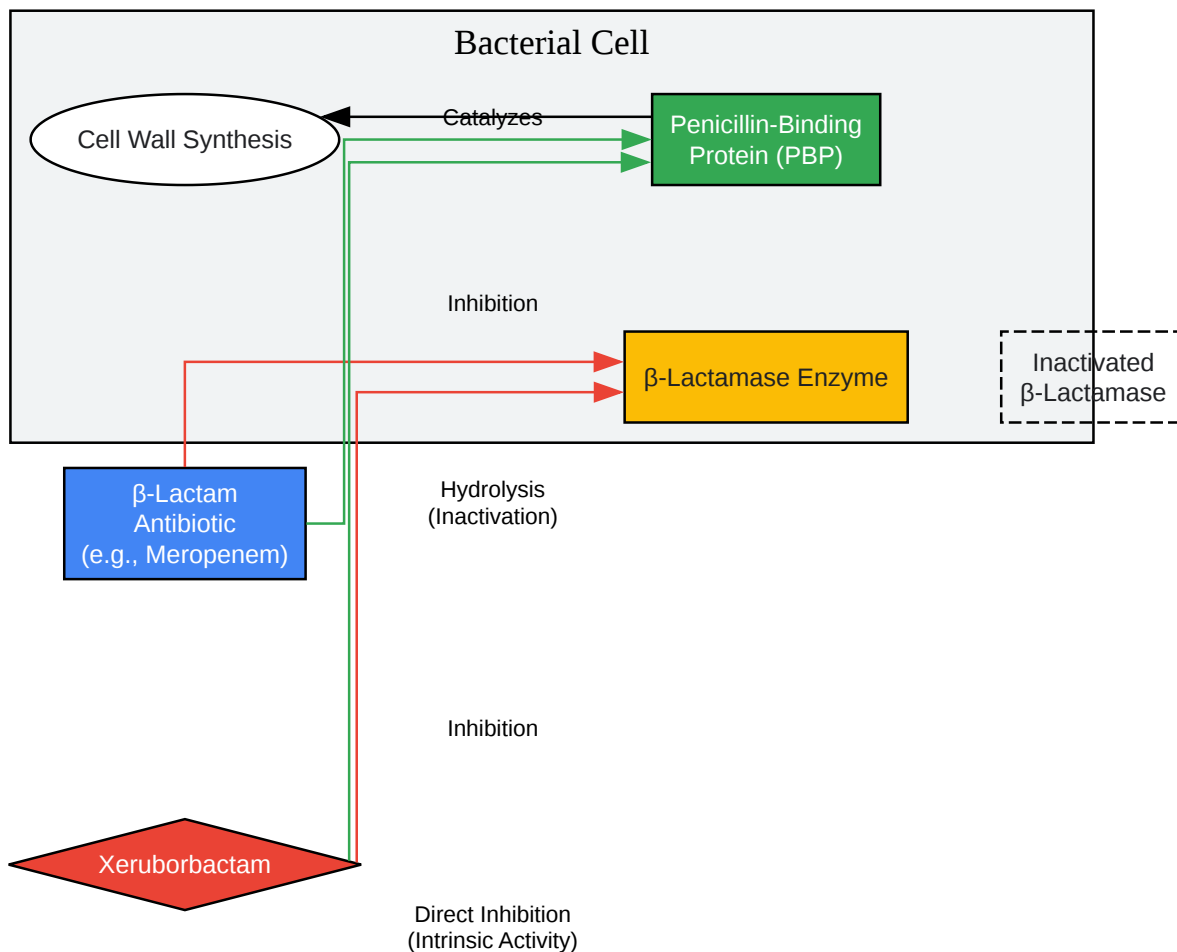 Bacterial Cell
Catalyzes
Cell Wall Synthesis
Penicillin-Binding
Protein (PBP)
Inhibition
β-Lactamase Enzyme
Inactivated
β-Lactamase
β-Lactam
Antibiotic
(e.g., Meropenem)
Hydrolysis
(Inactivation)
Inhibition
Xeruborbactam
Direct Inhibition
(Intrinsic Activity)